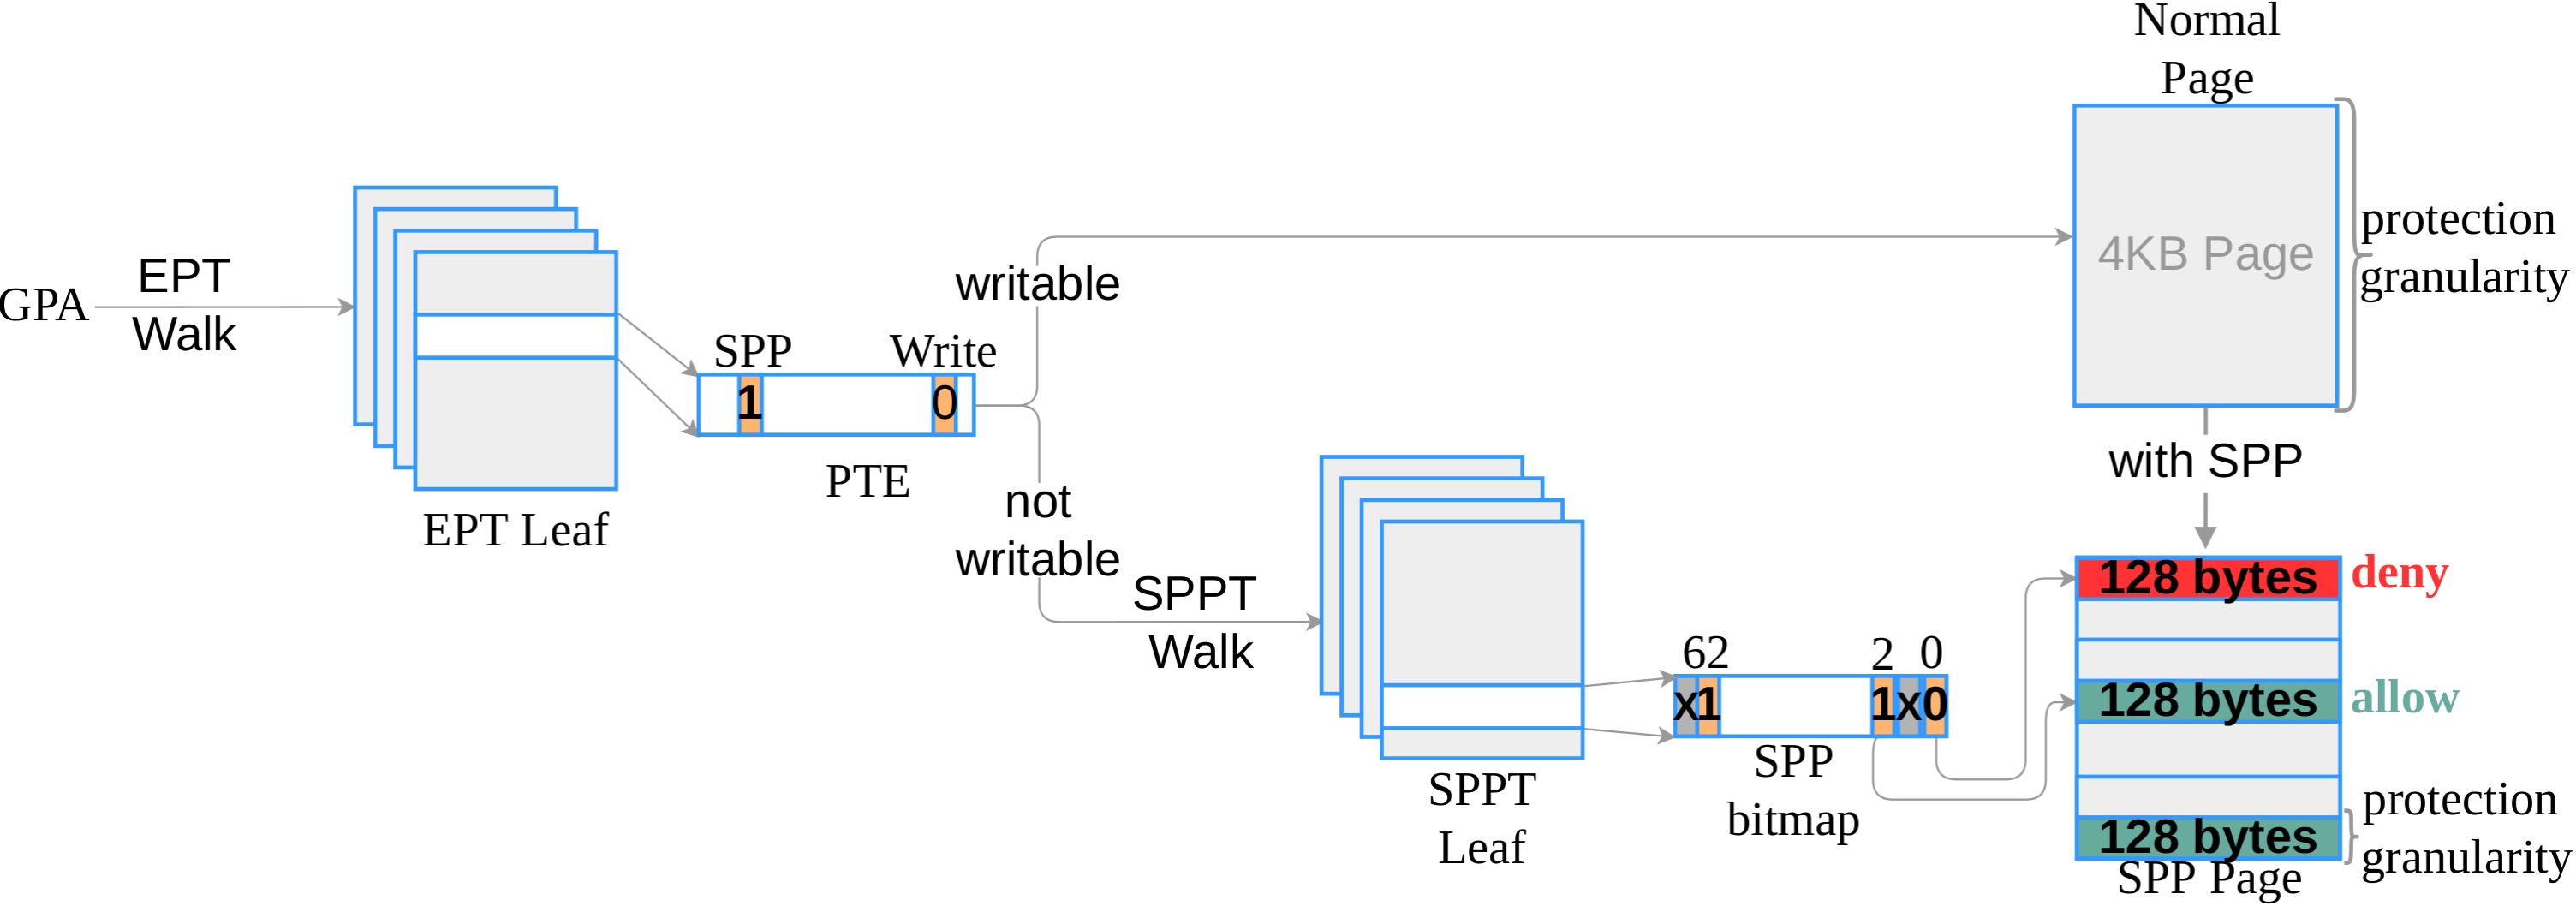 Normal
Page
4KB Page
protection
granularity
GPA
EPT
Walk
EPT Leaf
SPP
Write
1
0
PTE
writable
not
writable
with SPP
SPPT
Walk
SPPT
Leaf
62
2
0
x1
1x0
SPP
bitmap
128 bytes
deny
128 bytes
allow
128 bytes
protection
granularity
SPP Page